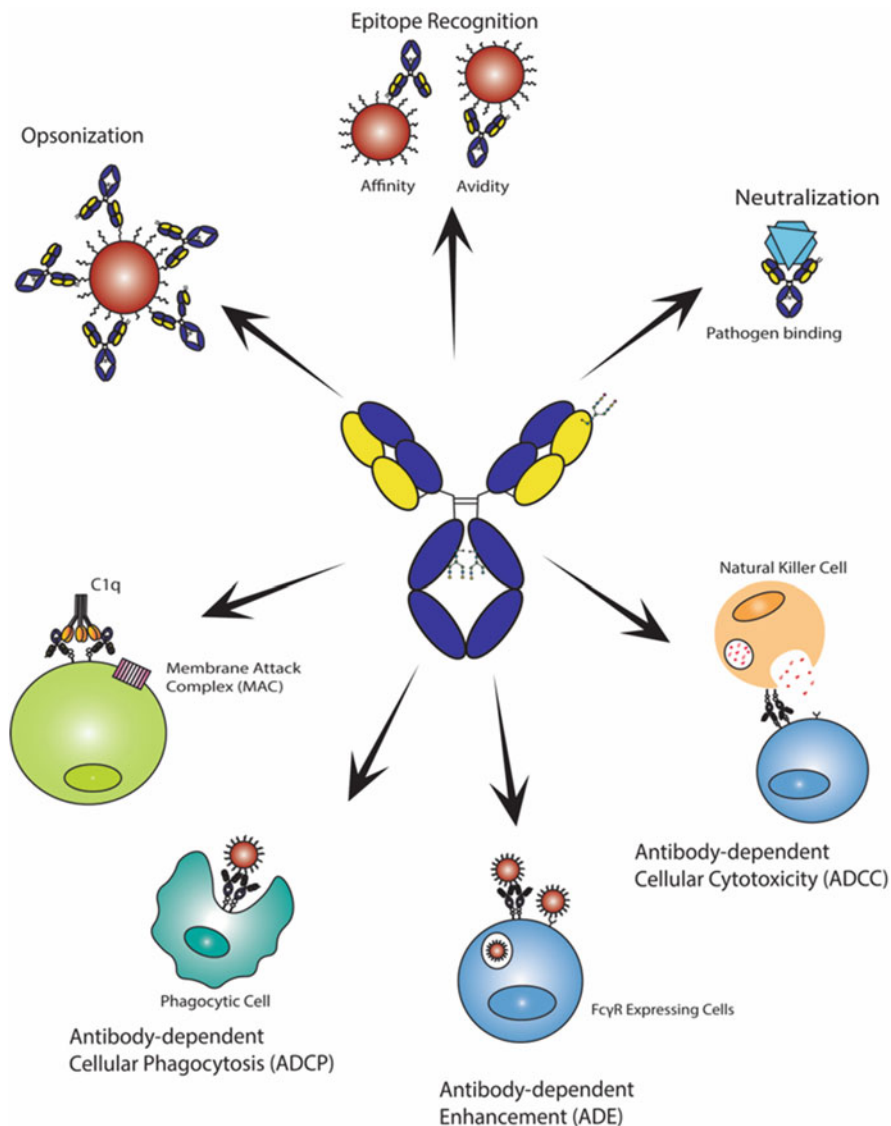 Epitope Recognition
Affinity
Avidity
Opsonization
Neutralization
Pathogen binding
C1q
Membrane Attack
Complex (MAC)
Natural Killer Cell
Antibody-dependent
Cellular Cytotoxicity (ADCC)
Phagocytic Cell
Antibody-dependent
Cellular Phagocytosis (ADCP)
FcγR Expressing Cells
Antibody-dependent
Enhancement (ADE)